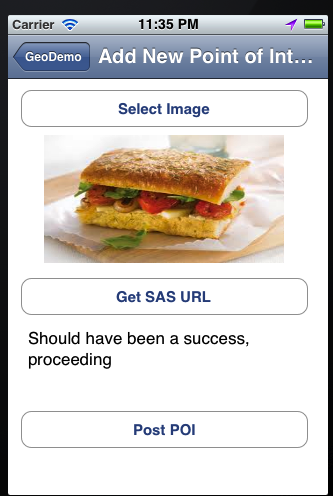 Carrier 11:35 PM
GeoDemo Add New Point of Int...
Select Image
Get SAS URL
Should have been a success,
proceeding
Post POI